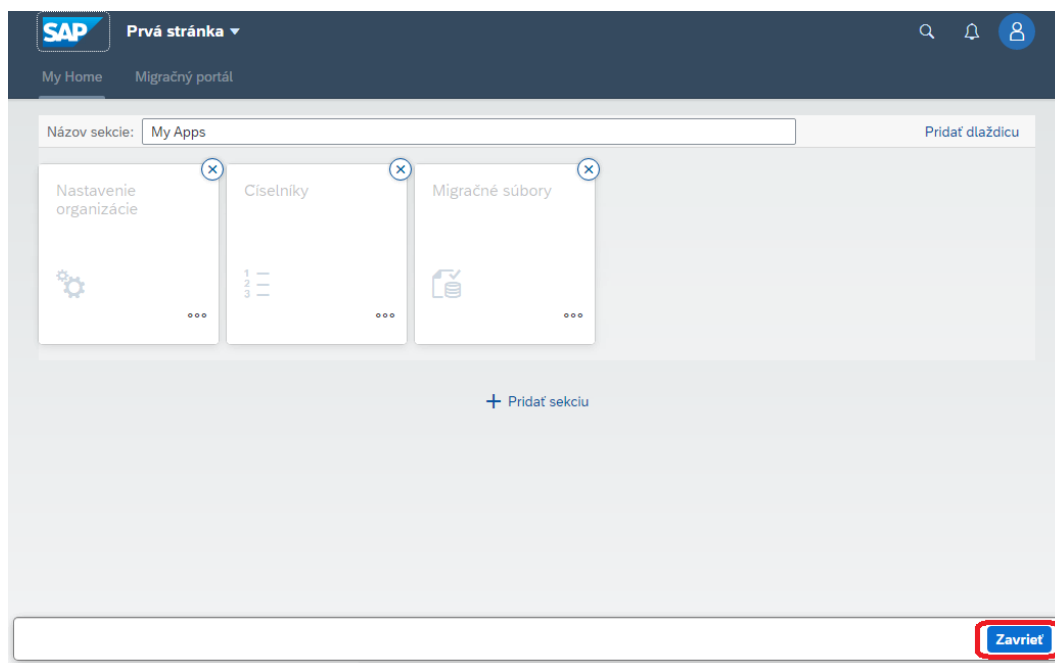 SAP Prvá stránka
My Home Migračný portál
Názov sekcie: My Apps Pridať dlaždicu
Nastavenie
organizácie
Císelníky
Migračné súbory
1
2
3
Pridať sekciu
Zavrieť